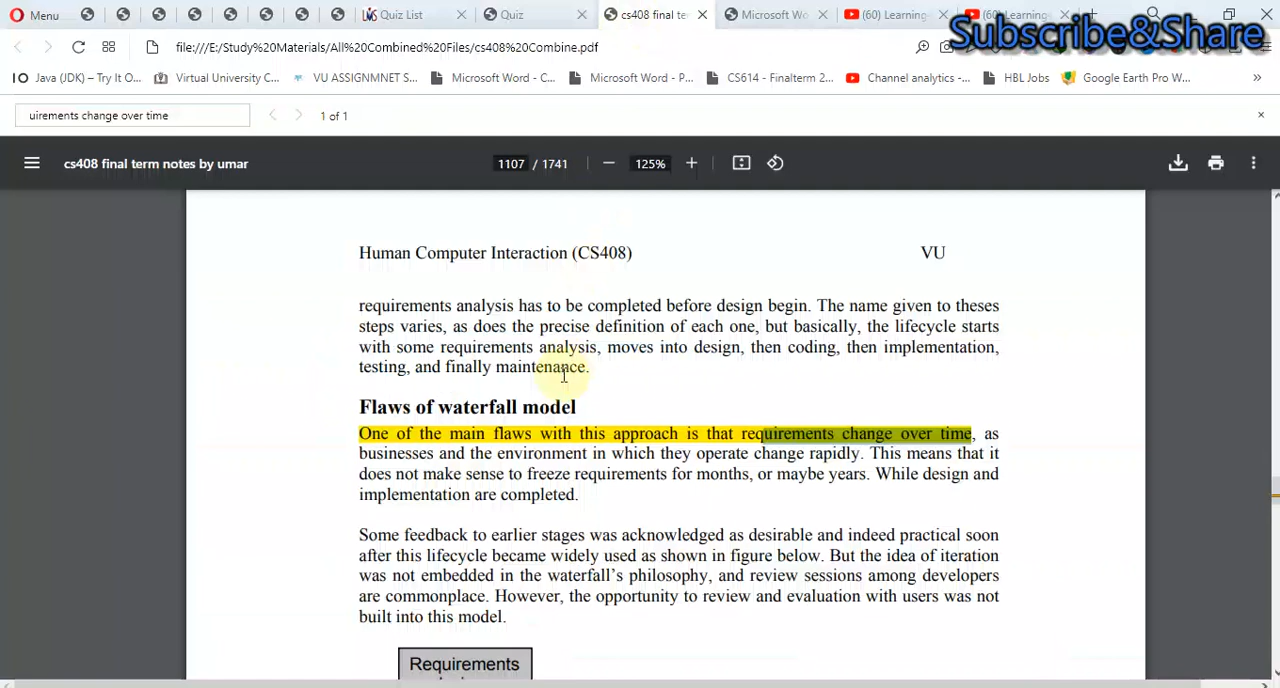 Menu
Quiz List
Quiz
cs408 final te
Microsoft Wo
(60) Learning
(60) Learning
Subscribe&Share
file:///E:/Study%20Materials/All%20Combined%20Files/cs408%20Combine.pdf
Java (JDK) – Try It O...
Virtual University C...
VU ASSIGNMNET S...
Microsoft Word - C...
Microsoft Word - P...
CS614 - Finalterm 2...
Channel analytics -...
HBL Jobs
Google Earth Pro W...
uirements change over time
1 of 1
cs408 final term notes by umar
1107 / 1741
125%
Human Computer Interaction (CS408) VU
requirements analysis has to be completed before design begin. The name given to theses
steps varies, as does the precise definition of each one, but basically, the lifecycle starts
with some requirements analysis, moves into design, then coding, then implementation,
testing, and finally maintenance.
Flaws of waterfall model
One of the main flaws with this approach is that requirements change over time, as
businesses and the environment in which they operate change rapidly. This means that it
does not make sense to freeze requirements for months, or maybe years. While design and
implementation are completed.
Some feedback to earlier stages was acknowledged as desirable and indeed practical soon
after this lifecycle became widely used as shown in figure below. But the idea of iteration
was not embedded in the waterfall's philosophy, and review sessions among developers
are commonplace. However, the opportunity to review and evaluation with users was not
built into this model.
Requirements